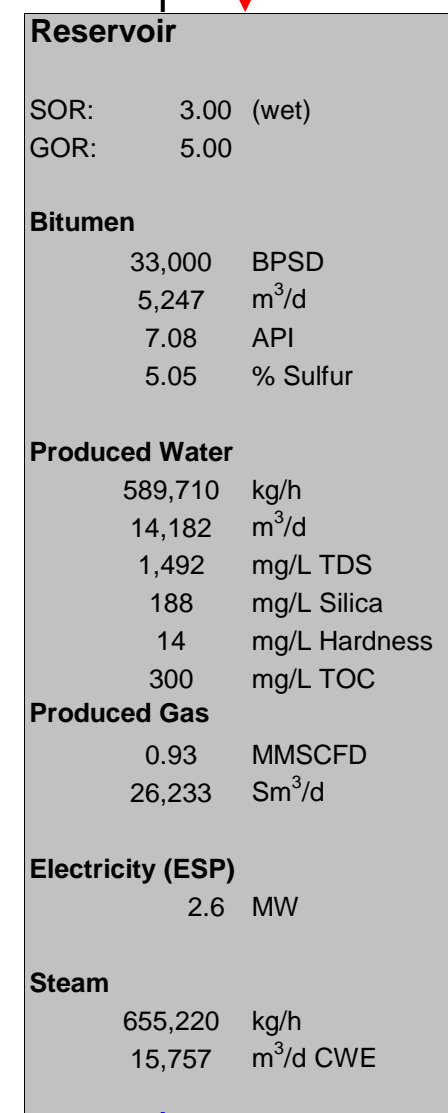 Reservoir
SOR: 3.00 (wet)
GOR: 5.00
Bitumen
33,000 BPSD
5,247 m³/d
7.08 API
5.05 % Sulfur
Produced Water
589,710 kg/h
14,182 m³/d
1,492 mg/L TDS
188 mg/L Silica
14 mg/L Hardness
300 mg/L TOC
Produced Gas
0.93 MMSCFD
26,233 Sm³/d
Electricity (ESP)
2.6 MW
Steam
655,220 kg/h
15,757 m³/d CWE